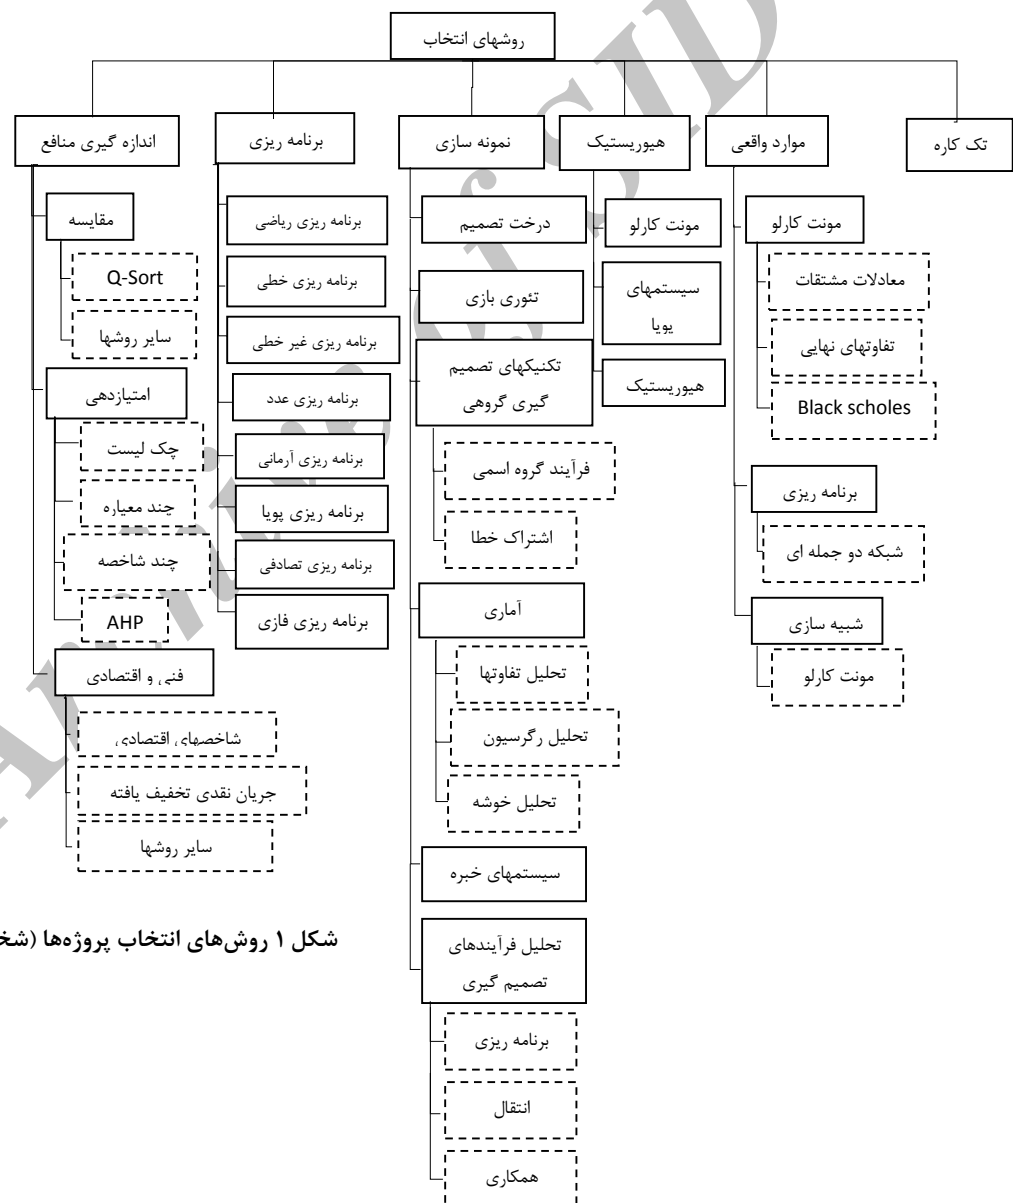 روشهای انتخاب
تک کاره
موارد واقعی
مونت کارلو
معادلات مشتقات
تفاوتهای نهایی
Black scholes
برنامه ریزی
شبکه دو جمله ای
شبیه سازی
مونت کارلو
هیوریستیک
مونت کارلو
سیستمهای
پویا
هیوریستیک
نمونه سازی
درخت تصمیم
تئوری بازی
تکنیکهای تصمیم
گیری گروهی
فرآیند گروه اسمی
اشتراک خطا
آماری
تحلیل تفاوتها
تحلیل رگرسیون
تحلیل خوشه
سیستمهای خبره
تحلیل فرآیندهای
تصمیم گیری
برنامه ریزی
انتقال
همکاری
برنامه ریزی
برنامه ریزی ریاضی
برنامه ریزی خطی
برنامه ریزی غیر خطی
برنامه ریزی عدد
برنامه ریزی آرمانی
برنامه ریزی پویا
برنامه ریزی تصادفی
برنامه ریزی فازی
اندازه گیری منافع
مقایسه
Q-Sort
سایر روشها
امتیازدهی
چک لیست
چند معیاره
چند شاخصه
AHP
فنی و اقتصادی
شاخصهای اقتصادی
جریان نقدی تخفیف یافته
سایر روشها
شکل ۱ روش‌های انتخاب پروژه‌ها
Archive of SID